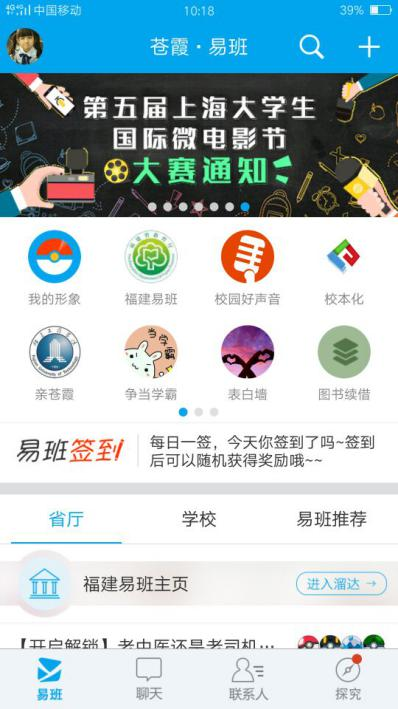 中国移动
10:18
39%
苍霞·易班
第五届上海大学生
国际微电影节
大赛通知
我的形象
福建易班
校园好声音
校本化
当学霸
亲苍霞
争当学霸
表白墙
图书续借
易班签到
每日一签，今天你签到了吗~签到
后可以随机获得奖励哦~~
省厅
学校
易班推荐
福建易班主页
进入溜达
【开启解锁】老中医还是老司机…
易班
聊天
联系人
探究